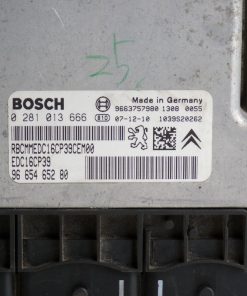 25
BOSCH
Made in Germany
9663757980 1308 0055
0 281 013 666 B1D 07-12-10 1039S20262
RBCMMEDC16CP39CEM00
EDC16CP39
96 654 652 80